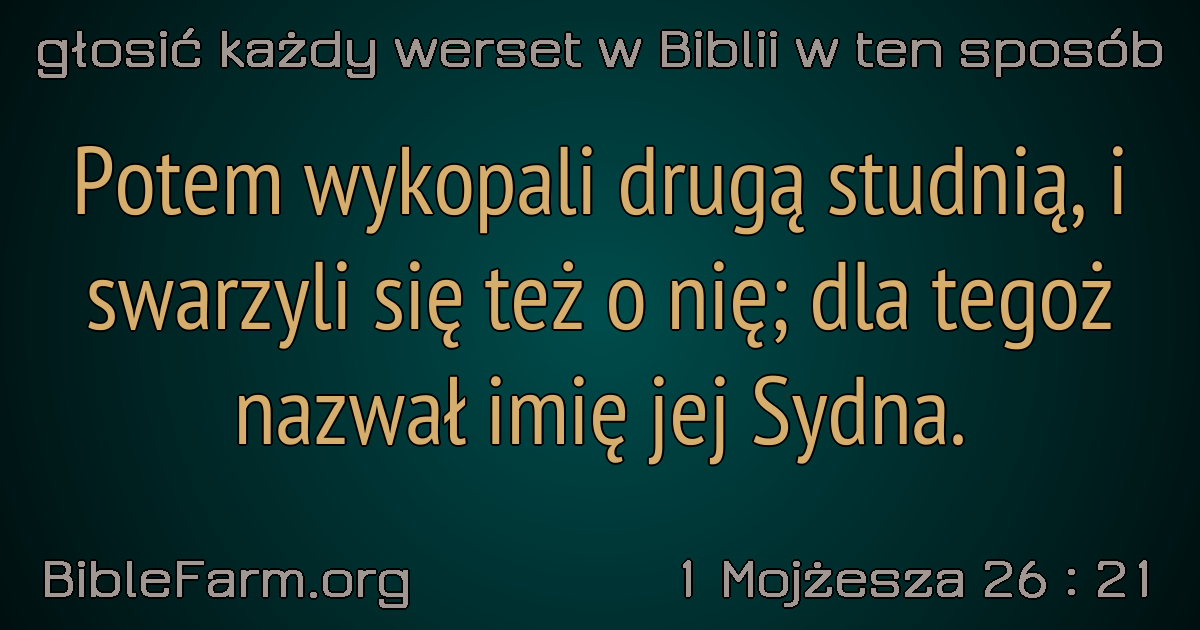 głosić każdy werset w Biblii w ten sposób
Potem wykopali drugą studnią, i
swarzyli się też o nię; dla tegoż
nazwał imię jej Sydna.
BibleFarm.org
1 Mojżesza 26 : 21